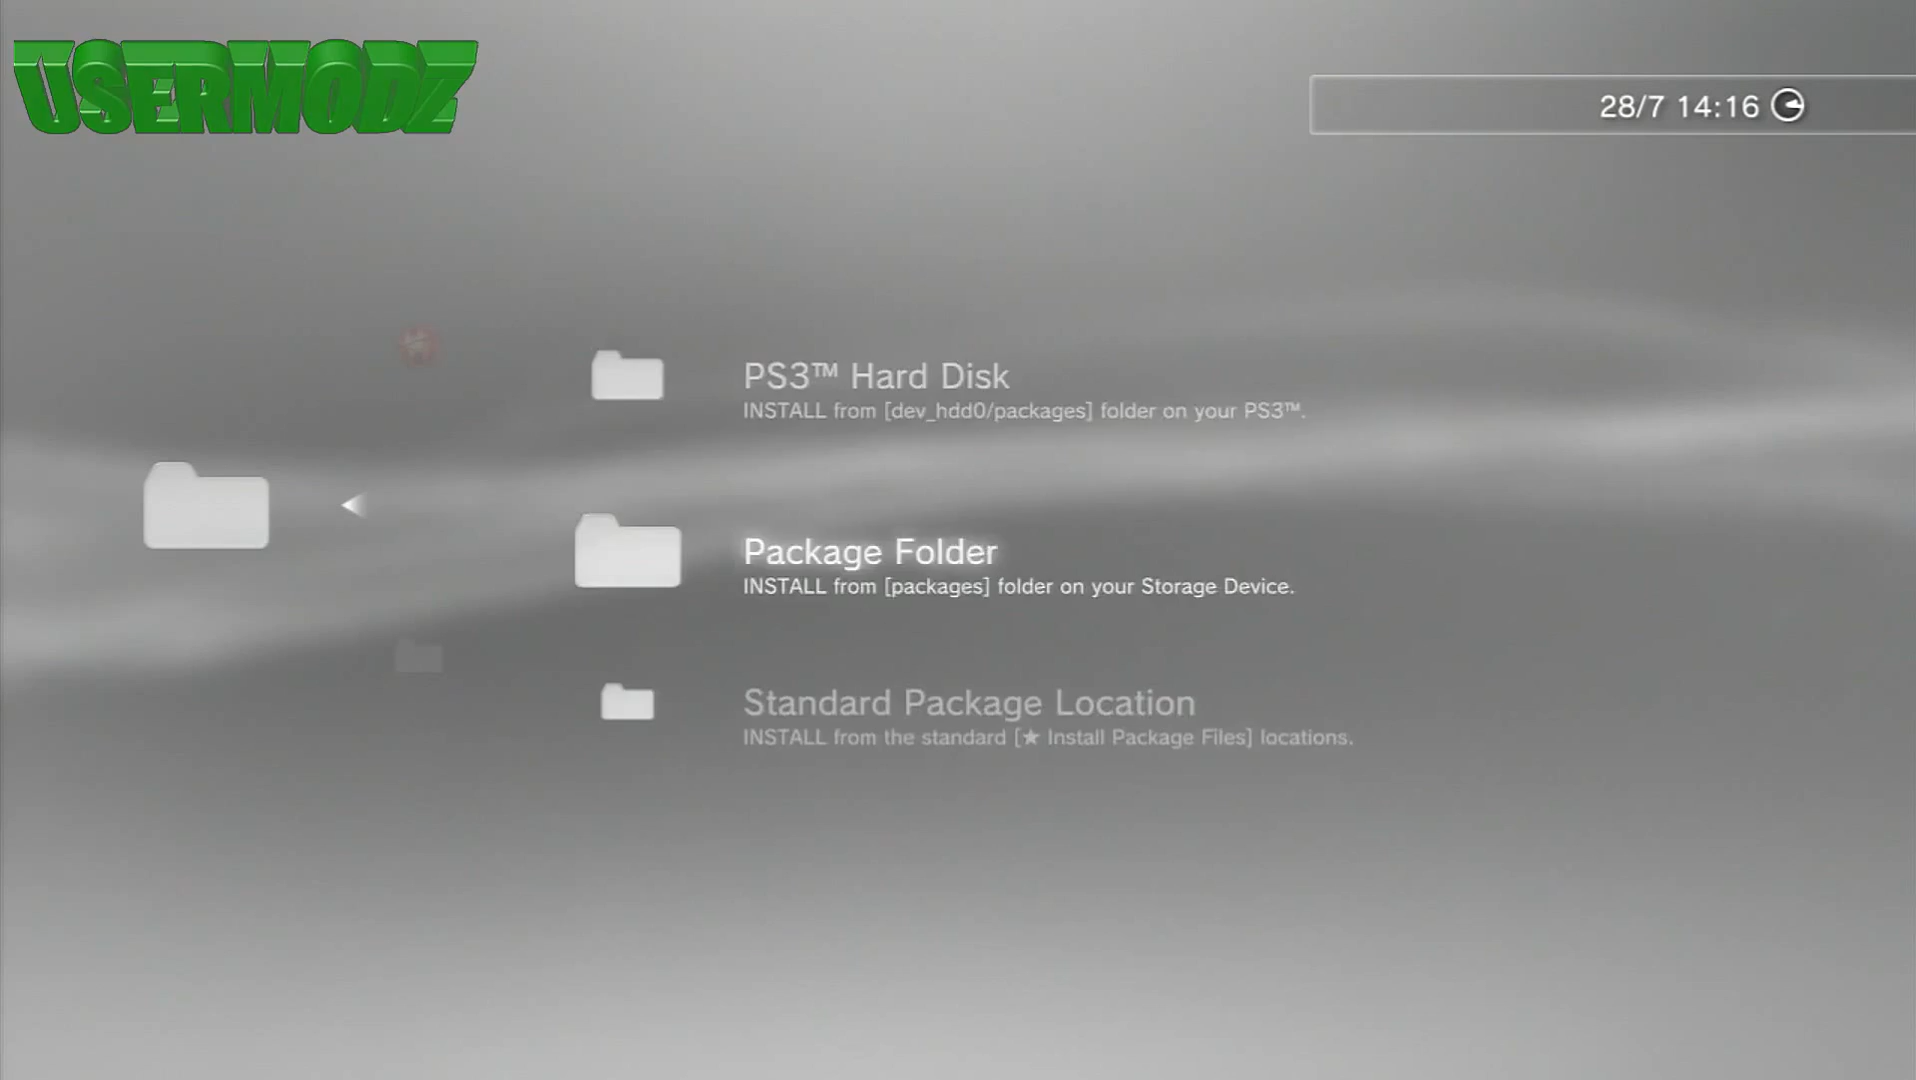 USERMODZ
28/7 14:16
PS3™ Hard Disk
INSTALL from [dev_hdd0/packages] folder on your PS3™.
Package Folder
INSTALL from [packages] folder on your Storage Device.
Standard Package Location
INSTALL from the standard [★ Install Package Files] locations.